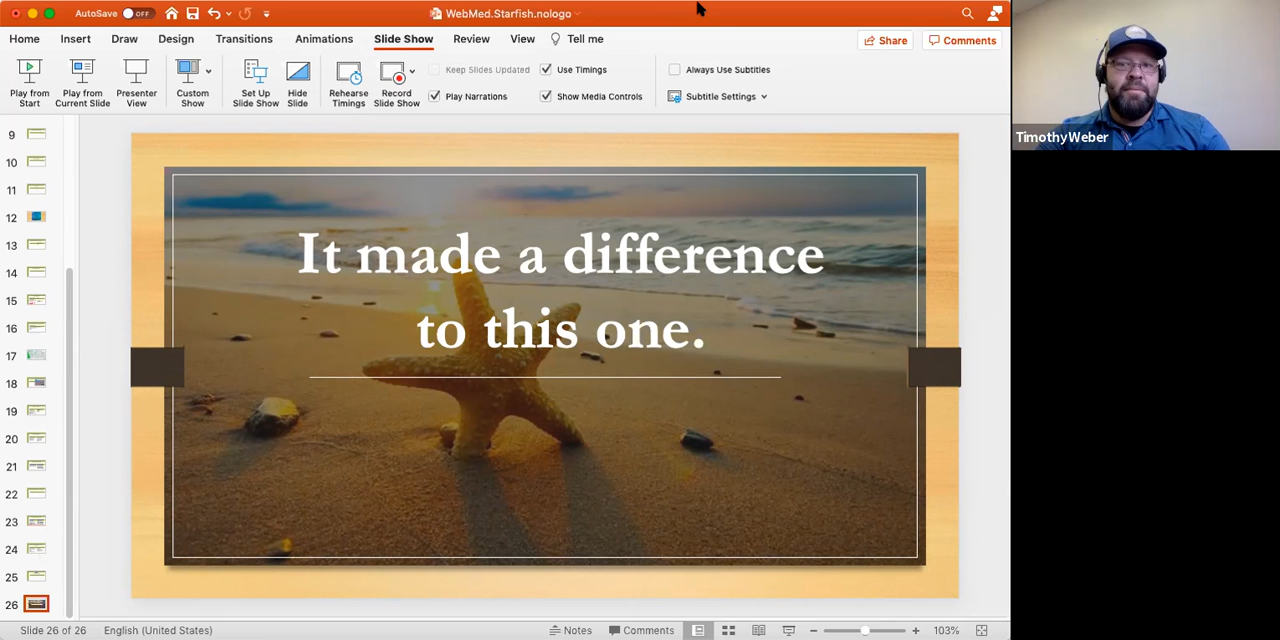 AutoSave OFF
WebMed.Starfish.nologo
Home Insert Draw Design Transitions Animations Slide Show Review View Tell me
Share Comments
Play from Start
Play from Current Slide
Presenter View
Custom Show
Set Up Slide Show
Hide Slide
Rehearse Timings
Record Slide Show
Keep Slides Updated
Play Narrations
Use Timings
Show Media Controls
Always Use Subtitles
Subtitle Settings
TimothyWeber
9
10
11
12
13
14
15
16
17
18
19
20
21
22
23
24
25
26
It made a difference
to this one.
Slide 26 of 26 English (United States) Notes Comments 103%